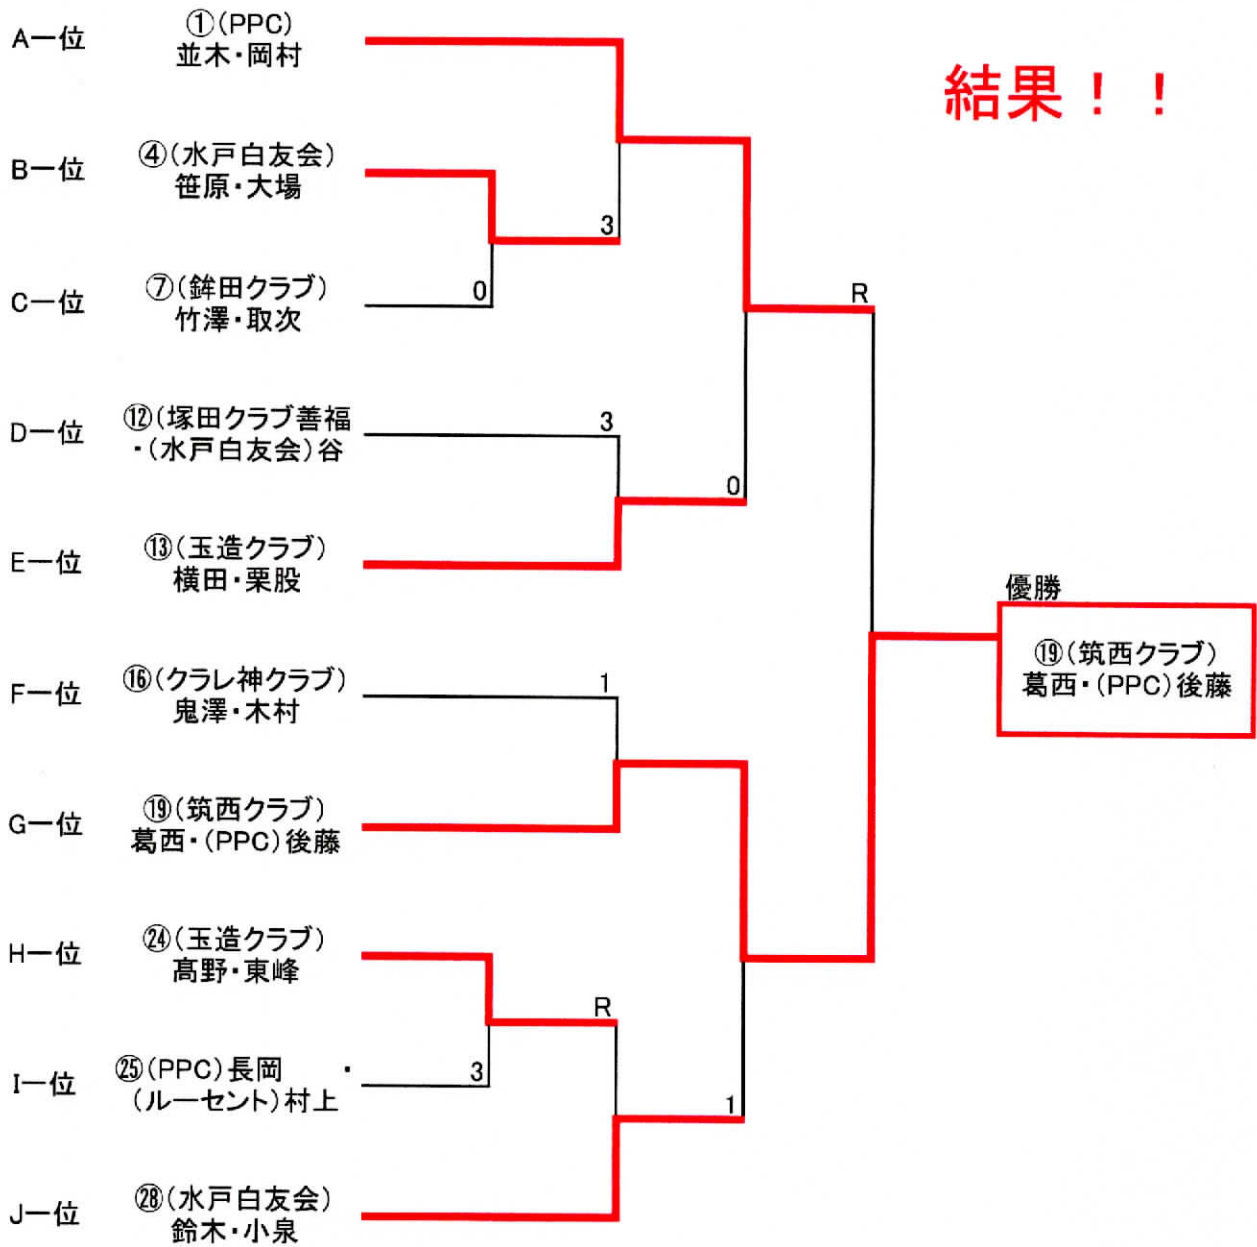 A一位
①(PPC)
並木・岡村
結果！！
B一位
④(水戸白友会)
笹原・大場
3
C一位
⑦(鉾田クラブ)
竹澤・取次
0
R
D一位
⑫(塚田クラブ善福
・(水戸白友会)谷
3
0
E一位
⑬(玉造クラブ)
横田・栗股
優勝
⑲(筑西クラブ)
葛西・(PPC)後藤
F一位
⑯(クラレ神クラブ)
鬼澤・木村
1
G一位
⑲(筑西クラブ)
葛西・(PPC)後藤
H一位
㉔(玉造クラブ)
髙野・東峰
R
I一位
㉕(PPC)長岡　・
(ルーセント)村上
3
1
J一位
㉘(水戸白友会)
鈴木・小泉